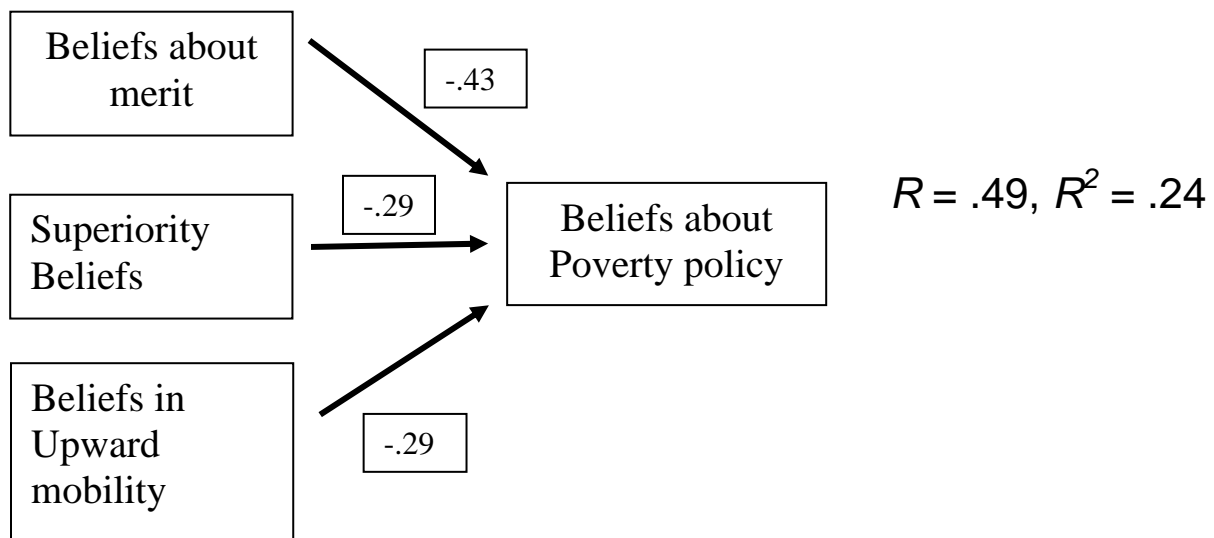 Beliefs about
merit
-.43
Superiority
Beliefs
-.29
Beliefs about
Poverty policy
R = .49, R² = .24
Beliefs in
Upward
mobility
-.29